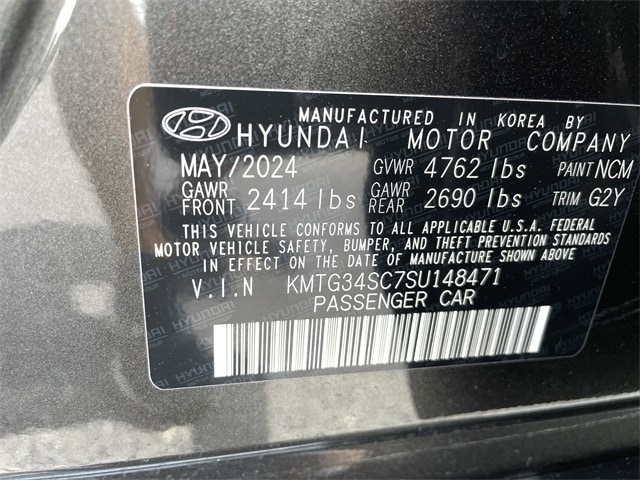 MANUFACTURED IN KOREA BY
HYUNDAI MOTOR COMPANY
MAY/2024 GVWR 4762 lbs PAINT NCM
GAWR FRONT 2414 lbs GAWR REAR 2690 lbs TRIM G2Y
THIS VEHICLE CONFORMS TO ALL APPLICABLE U.S.A. FEDERAL
MOTOR VEHICLE SAFETY, BUMPER, AND THEFT PREVENTION STANDARDS
IN EFFECT ON THE DATE OF MANUFACTURE SHOWN ABOVE
V.I.N KMTG34SC7SU148471
PASSENGER CAR